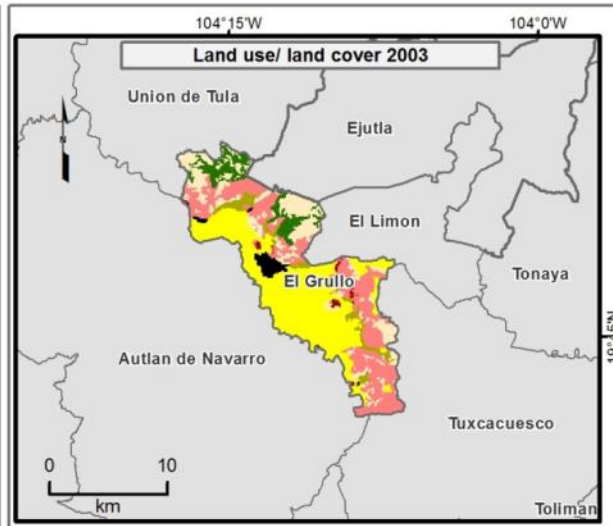 104°15'W
104°0'W
Land use/ land cover 2003
Union de Tula
N
Ejutla
El Limon
Tonaya
El Grullo
Autlan de Navarro
Tuxcacuesco
0
10
km
Toliman